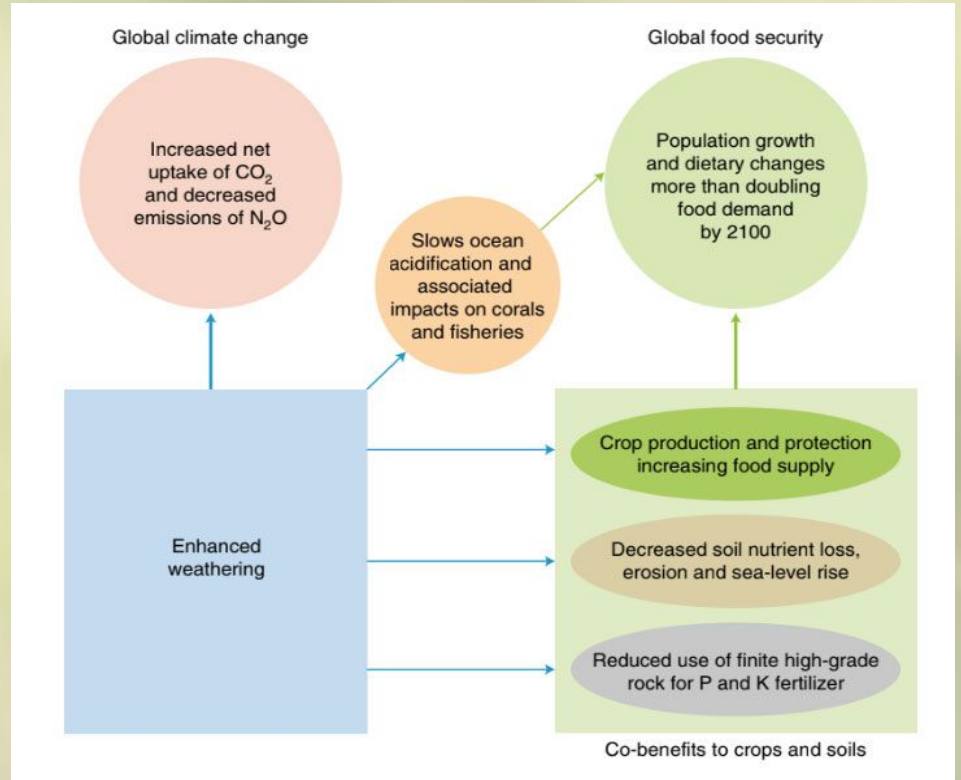 Global climate change
Global food security
Increased net
uptake of CO₂
and decreased
emissions of N₂O
Population growth
and dietary changes
more than doubling
food demand
by 2100
Slows ocean
acidification and
associated
impacts on corals
and fisheries
Enhanced
weathering
Crop production and protection
increasing food supply
Decreased soil nutrient loss,
erosion and sea-level rise
Reduced use of finite high-grade
rock for P and K fertilizer
Co-benefits to crops and soils